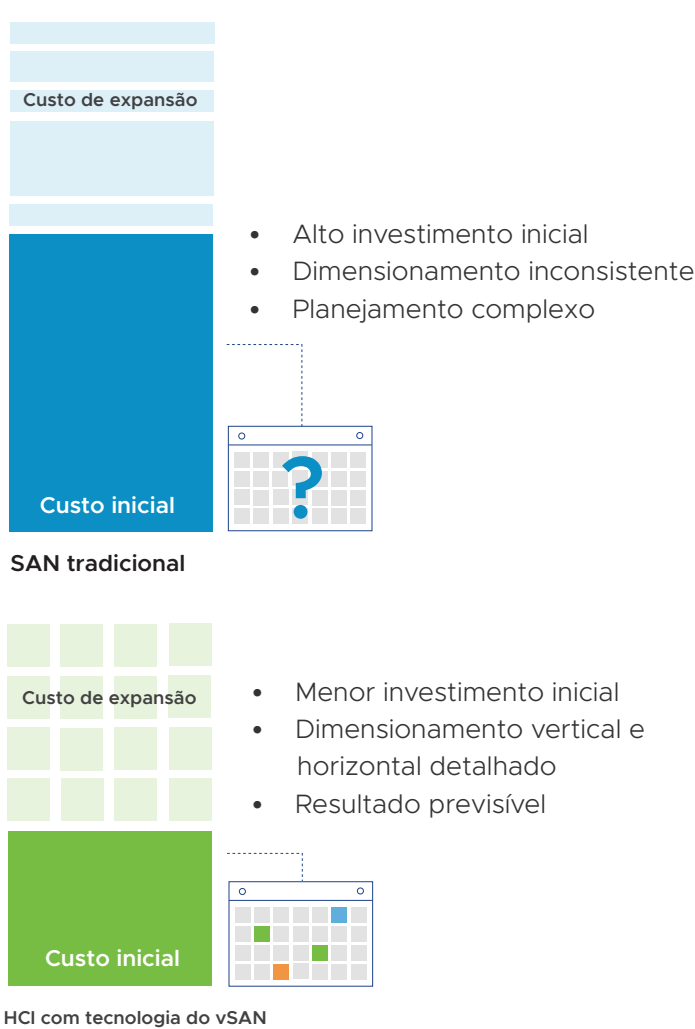 Custo de expansão
• Alto investimento inicial
• Dimensionamento inconsistente
• Planejamento complexo
?
Custo inicial
SAN tradicional
Custo de expansão
• Menor investimento inicial
• Dimensionamento vertical e
horizontal detalhado
• Resultado previsível
Custo inicial
HCI com tecnologia do vSAN